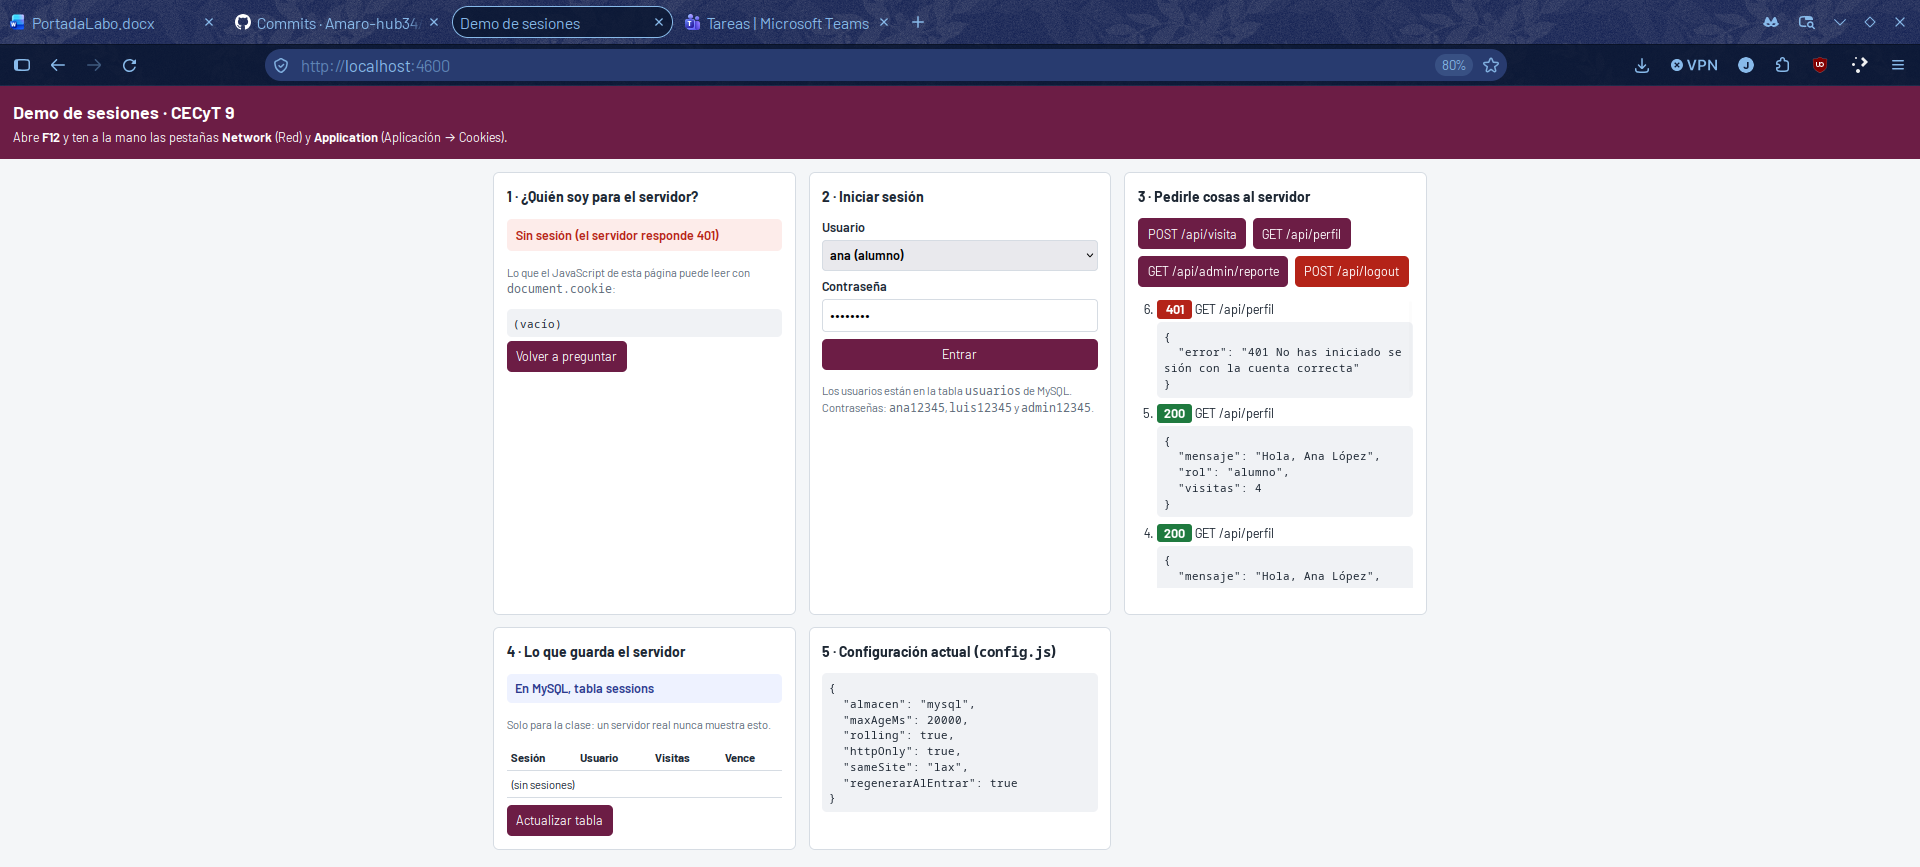 PortadaLabo.docx
Commits · Amaro-hub34
Demo de sesiones
Tareas | Microsoft Teams
http://localhost:4600
80%
VPN
Demo de sesiones · CECyT 9
Abre F12 y ten a la mano las pestañas Network (Red) y Application (Aplicación → Cookies).
1 · ¿Quién soy para el servidor?
Sin sesión (el servidor responde 401)
Lo que el JavaScript de esta página puede leer con
document.cookie:
(vacío)
Volver a preguntar
2 · Iniciar sesión
Usuario
ana (alumno)
Contraseña
••••••••
Entrar
Los usuarios están en la tabla usuarios de MySQL.
Contraseñas: ana12345, luis12345 y admin12345.
3 · Pedirle cosas al servidor
POST /api/visita
GET /api/perfil
GET /api/admin/reporte
POST /api/logout
6. 401 GET /api/perfil
{
"error": "401 No has iniciado se
sión con la cuenta correcta"
}
5. 200 GET /api/perfil
{
"mensaje": "Hola, Ana López",
"rol": "alumno",
"visitas": 4
}
4. 200 GET /api/perfil
{
"mensaje": "Hola, Ana López",
4 · Lo que guarda el servidor
En MySQL, tabla sessions
Solo para la clase: un servidor real nunca muestra esto.
Sesión Usuario Visitas Vence
(sin sesiones)
Actualizar tabla
5 · Configuración actual (config.js)
{
"almacen": "mysql",
"maxAgeMs": 20000,
"rolling": true,
"httpOnly": true,
"sameSite": "lax",
"regenerarAlEntrar": true
}